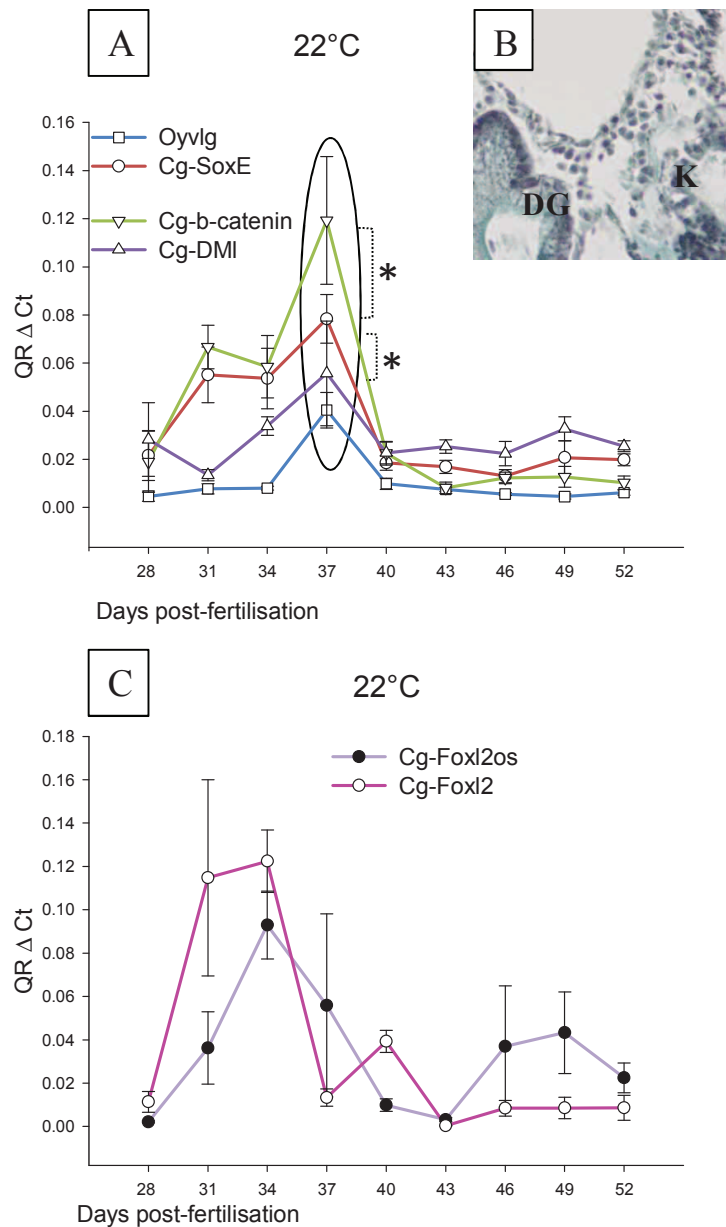 A
22°C
B
0.16
0.14
0.12
0.10
0.08
0.06
0.04
0.02
0.00
QR Δ Ct
Oyvlg
Cg-SoxE
Cg-b-catenin
Cg-DMl
*
*
DG
K
28 31 34 37 40 43 46 49 52
Days post-fertilisation
C
22°C
0.18
0.16
0.14
0.12
0.10
0.08
0.06
0.04
0.02
0.00
QR Δ Ct
Cg-Foxl2os
Cg-Foxl2
28 31 34 37 40 43 46 49 52
Days post-fertilisation